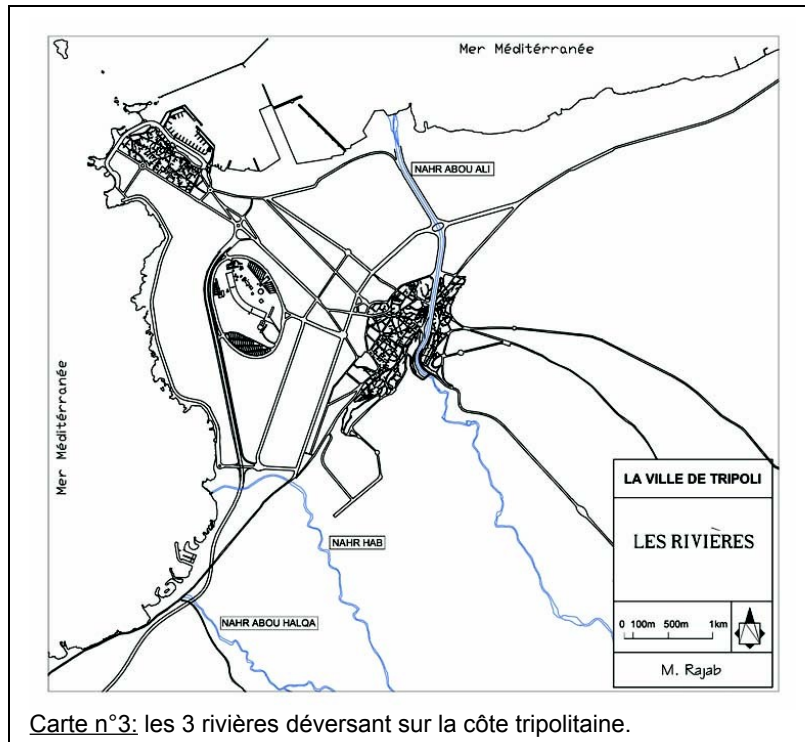 Mer Méditérranée
NAHR ABOU ALI
Mer Méditérranée
LA VILLE DE TRIPOLI
LES RIVIÈRES
NAHR HAB
0 100m 500m 1km
NAHR ABOU HALQA
M. Rajab
Carte n°3: les 3 rivières déversant sur la côte tripolitaine.